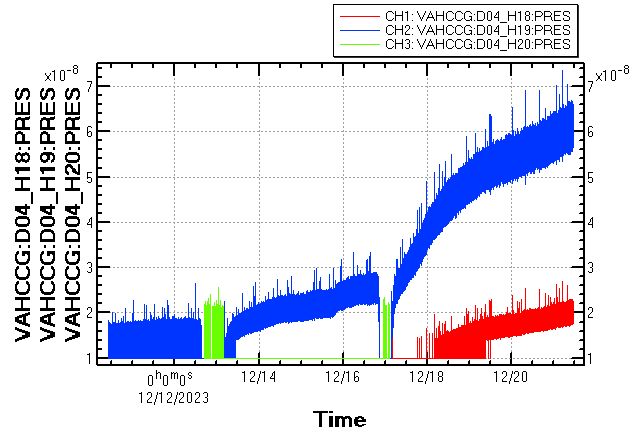 CH1: VAHCCG:D04_H18:PRES
CH2: VAHCCG:D04_H19:PRES
CH3: VAHCCG:D04_H20:PRES
x10^-8
x10^-8
7
7
6
6
5
5
4
4
3
3
2
2
1
1
VAHCCG:D04_H18:PRES
VAHCCG:D04_H19:PRES
VAHCCG:D04_H20:PRES
0h0m0s
12/14
12/16
12/18
12/20
12/12/2023
Time